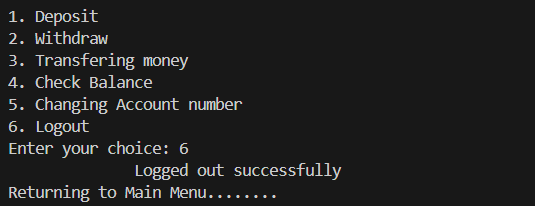 1. Deposit
2. Withdraw
3. Transfering money
4. Check Balance
5. Changing Account number
6. Logout
Enter your choice: 6
Logged out successfully
Returning to Main Menu........